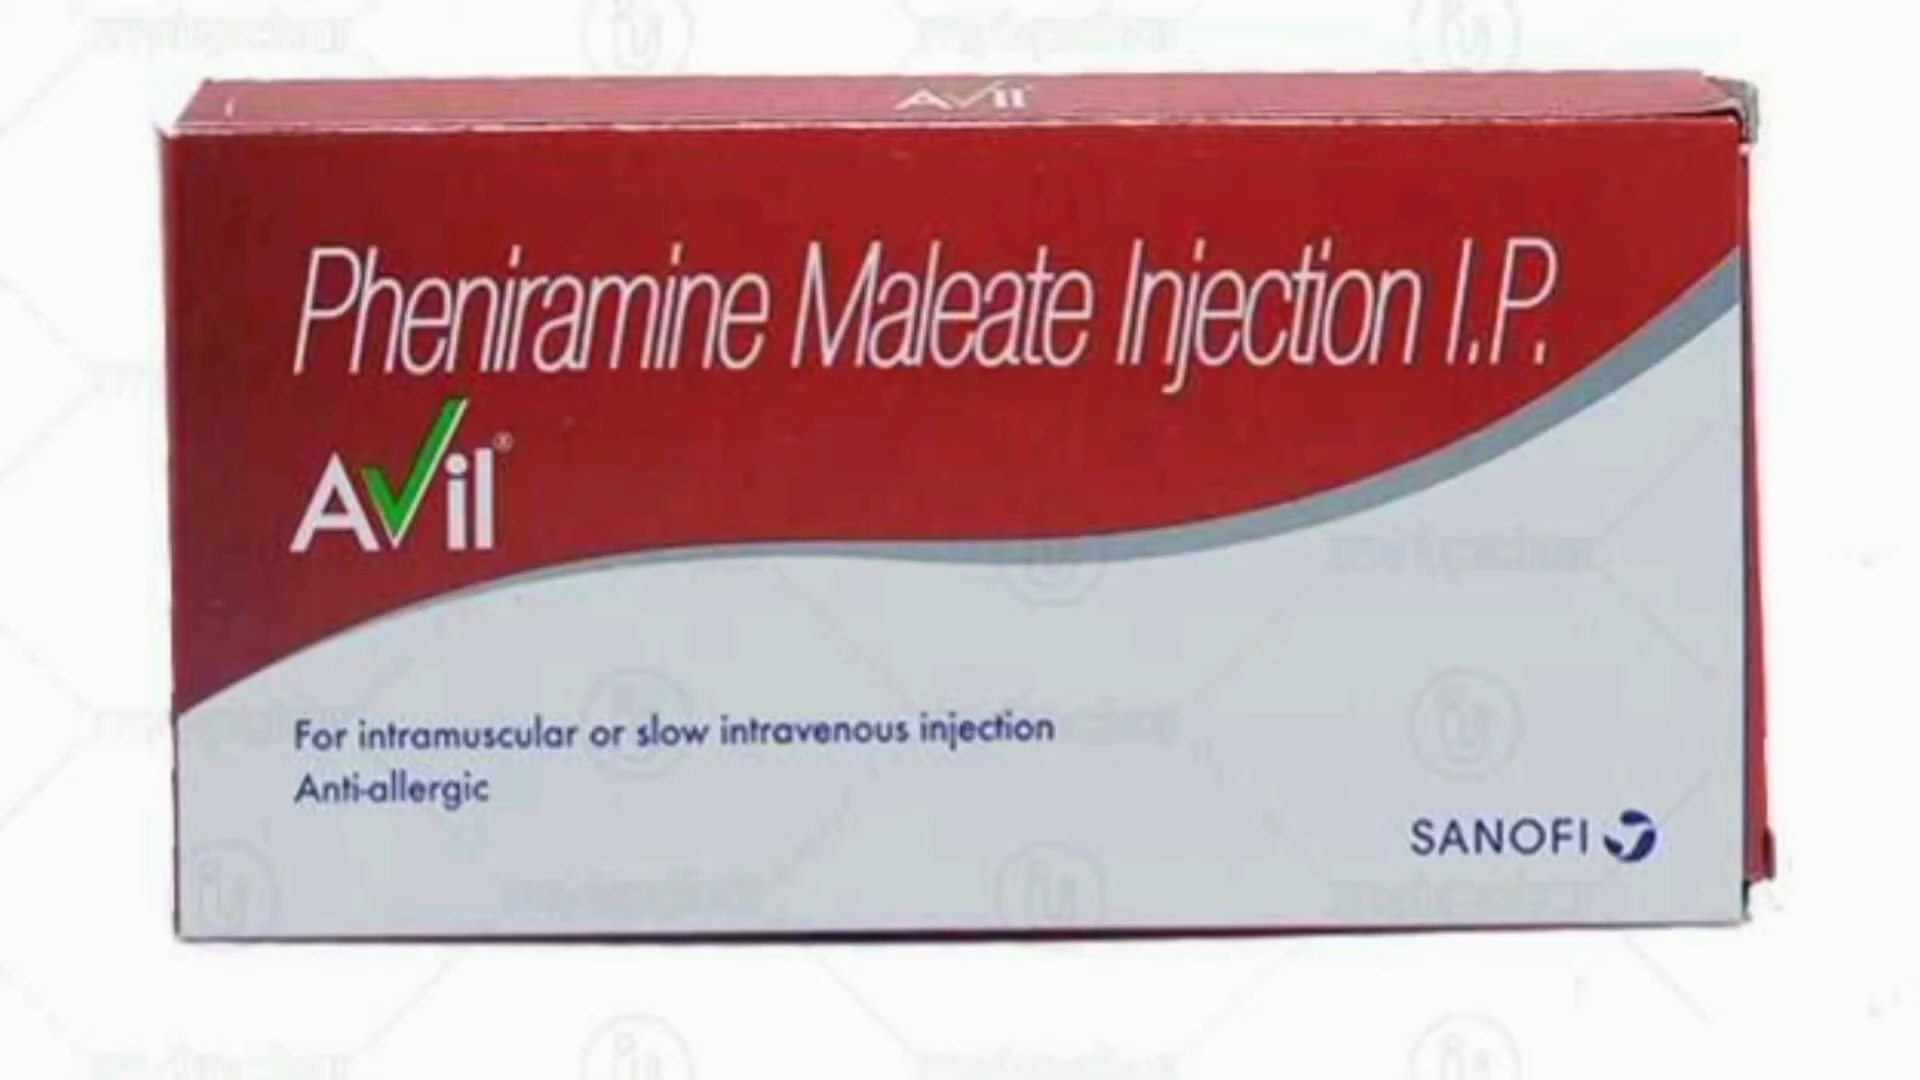 Avil
Pheniramine Maleate Injection I.P.
Avil®
For intramuscular or slow intravenous injection
Anti-allergic
SANOFI